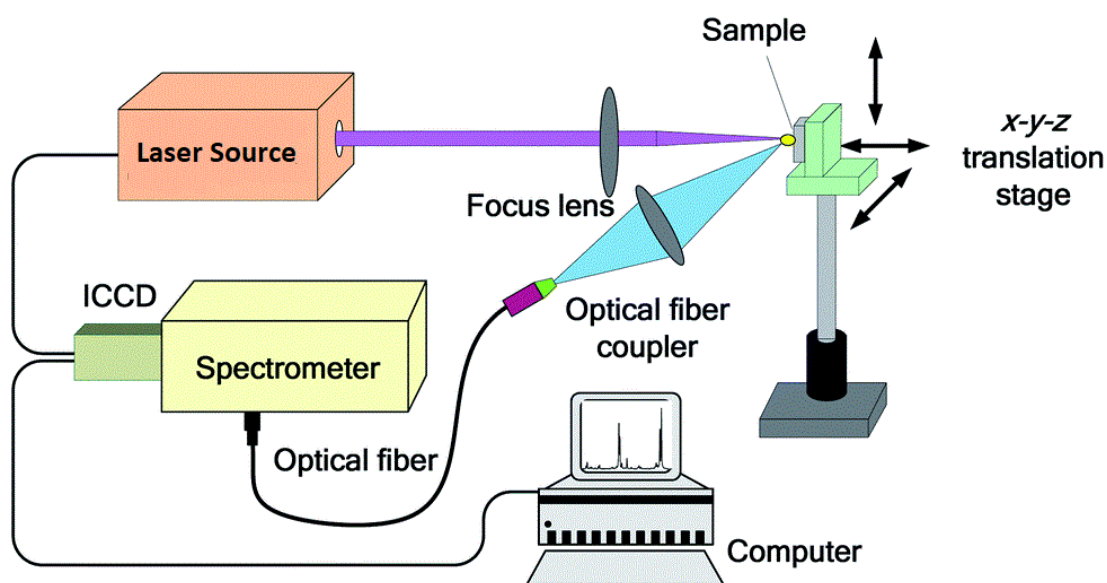 Sample
Laser Source
x-y-z
translation
stage
Focus lens
ICCD
Optical fiber
coupler
Spectrometer
Optical fiber
Computer